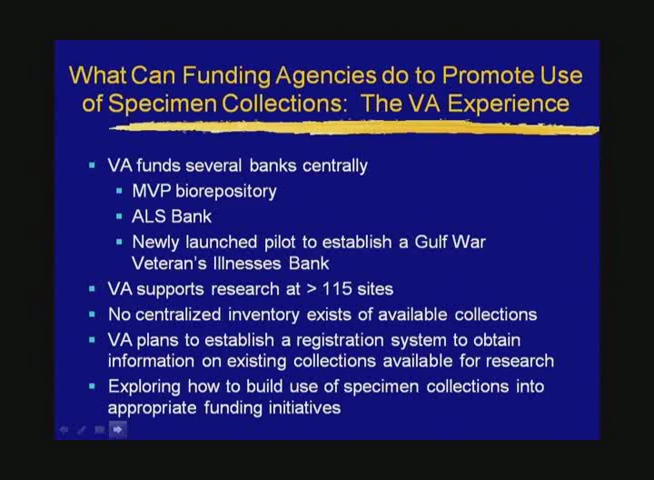 What Can Funding Agencies do to Promote Use
of Specimen Collections: The VA Experience
▪ VA funds several banks centrally
▪ MVP biorepository
▪ ALS Bank
▪ Newly launched pilot to establish a Gulf War
Veteran's Illnesses Bank
▪ VA supports research at > 115 sites
▪ No centralized inventory exists of available collections
▪ VA plans to establish a registration system to obtain
information on existing collections available for research
▪ Exploring how to build use of specimen collections into
appropriate funding initiatives